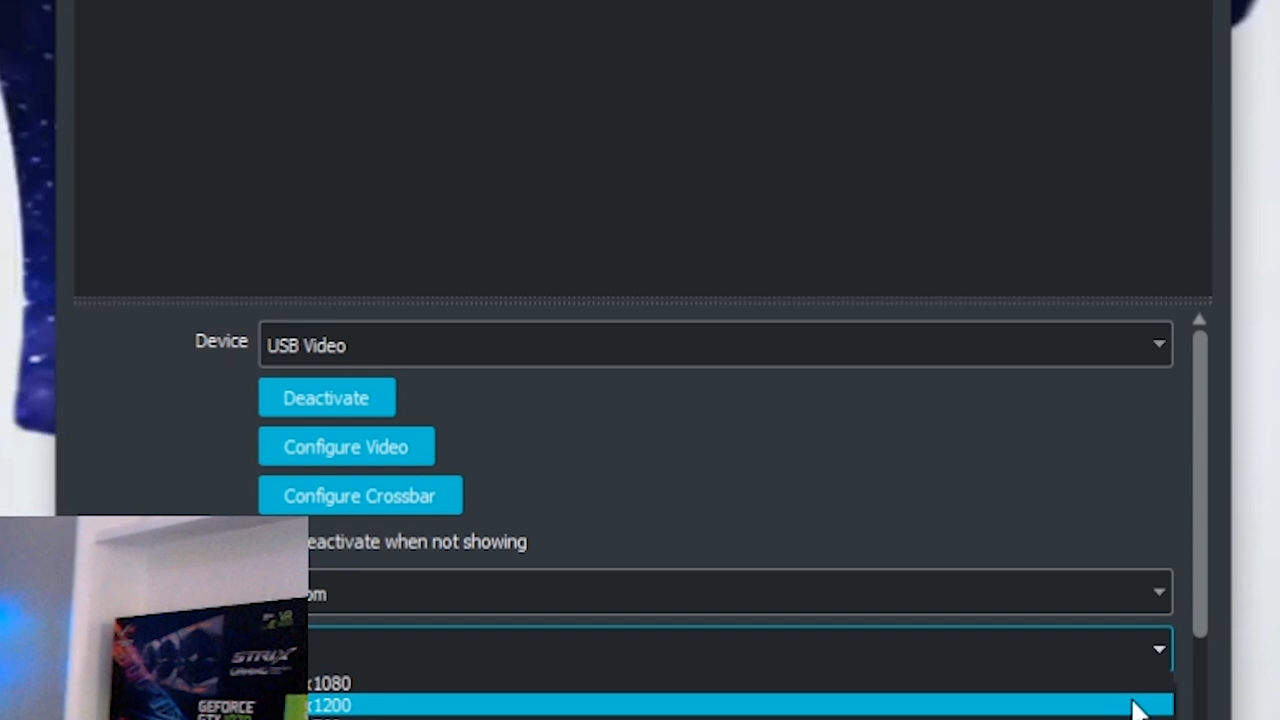 Device
USB Video
Deactivate
Configure Video
Configure Crossbar
eactivate when not showing
om
x1080
x1200
STRIX
GEFORCE